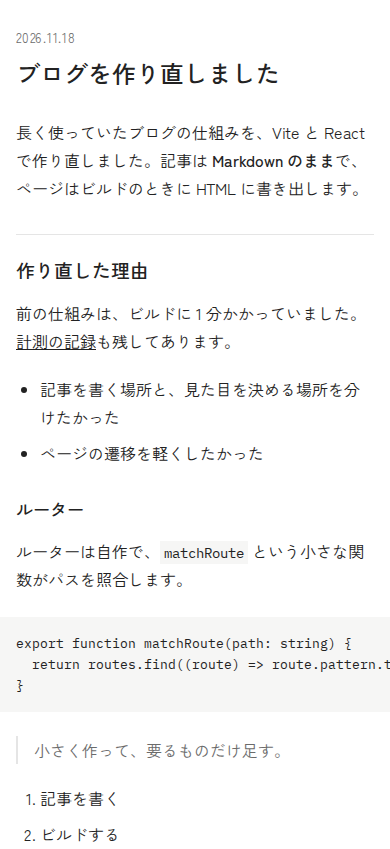 2026.11.18
ブログを作り直しました
長く使っていたブログの仕組みを、Vite と React
で作り直しました。記事は Markdown のままで、
ページはビルドのときに HTML に書き出します。
作り直した理由
前の仕組みは、ビルドに 1 分かかっていました。
計測の記録も残してあります。
• 記事を書く場所と、見た目を決める場所を分
けたかった
• ページの遷移を軽くしたかった
ルーター
ルーターは自作で、 matchRoute という小さな関
数がパスを照合します。
export function matchRoute(path: string) {
  return routes.find((route) => route.pattern.t
}
小さく作って、要るものだけ足す。
1. 記事を書く
2. ビルドする